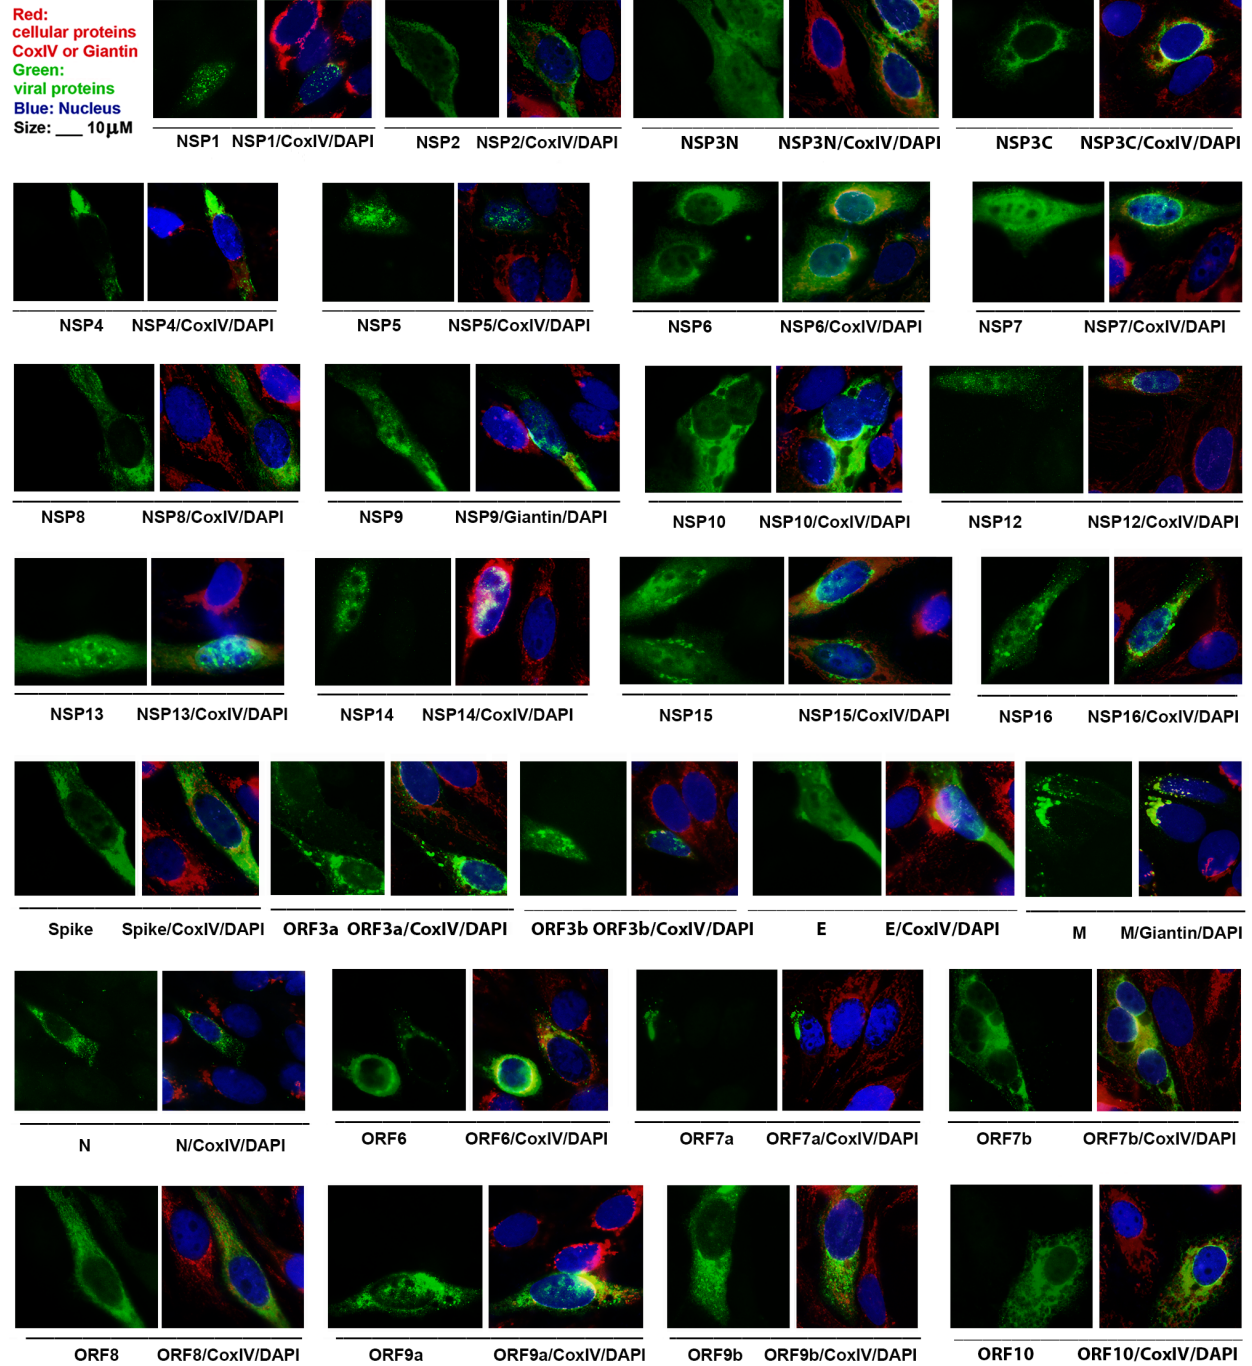 Red:
cellular proteins
CoxIV or Giantin
Green:
viral proteins
Blue: Nucleus
Size: ___ 10μM
NSP1 NSP1/CoxIV/DAPI NSP2 NSP2/CoxIV/DAPI NSP3N NSP3N/CoxIV/DAPI NSP3C NSP3C/CoxIV/DAPI
NSP4 NSP4/CoxIV/DAPI NSP5 NSP5/CoxIV/DAPI NSP6 NSP6/CoxIV/DAPI NSP7 NSP7/CoxIV/DAPI
NSP8 NSP8/CoxIV/DAPI NSP9 NSP9/Giantin/DAPI NSP10 NSP10/CoxIV/DAPI NSP12 NSP12/CoxIV/DAPI
NSP13 NSP13/CoxIV/DAPI NSP14 NSP14/CoxIV/DAPI NSP15 NSP15/CoxIV/DAPI NSP16 NSP16/CoxIV/DAPI
Spike Spike/CoxIV/DAPI ORF3a ORF3a/CoxIV/DAPI ORF3b ORF3b/CoxIV/DAPI E E/CoxIV/DAPI M M/Giantin/DAPI
N N/CoxIV/DAPI ORF6 ORF6/CoxIV/DAPI ORF7a ORF7a/CoxIV/DAPI ORF7b ORF7b/CoxIV/DAPI
ORF8 ORF8/CoxIV/DAPI ORF9a ORF9a/CoxIV/DAPI ORF9b ORF9b/CoxIV/DAPI ORF10 ORF10/CoxIV/DAPI